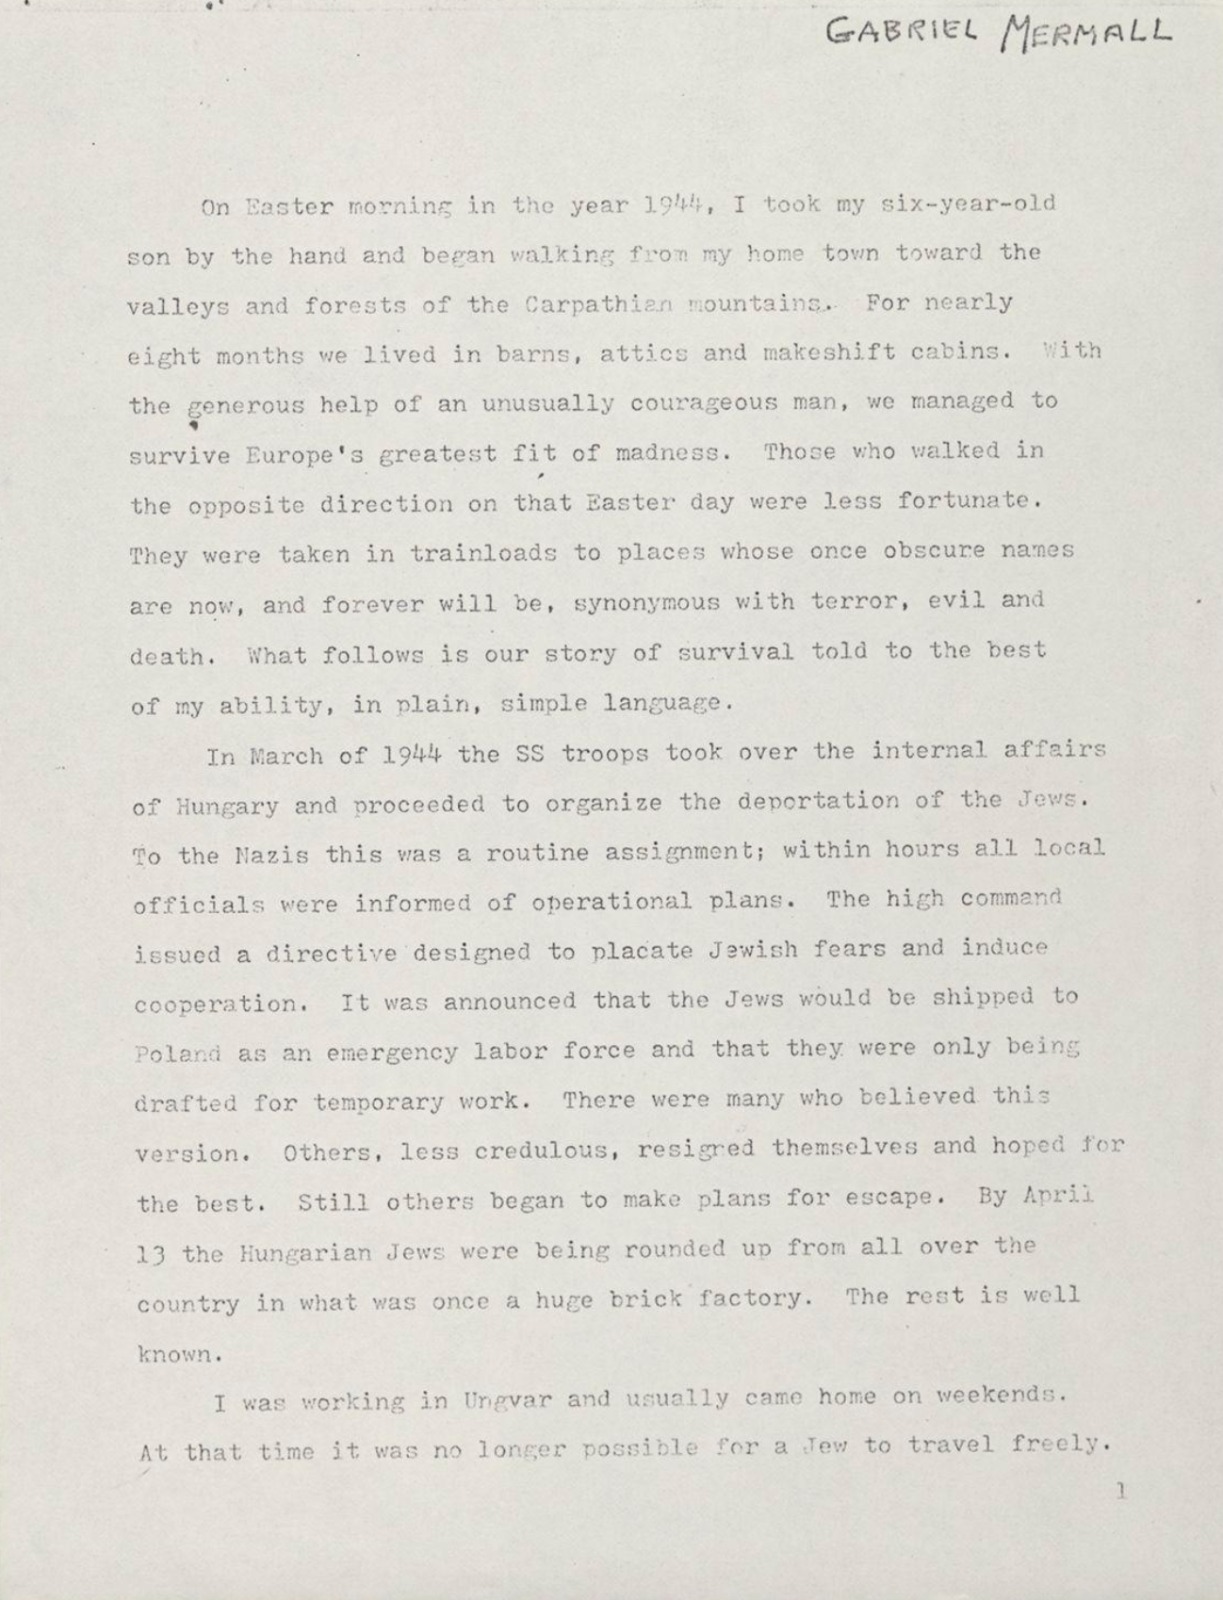 GABRIEL MERMALL
On Easter morning in the year 1944, I took my six-year-old
son by the hand and began walking from my home town toward the
valleys and forests of the Carpathian mountains. For nearly
eight months we lived in barns, attics and makeshift cabins. With
the generous help of an unusually courageous man, we managed to
survive Europe's greatest fit of madness. Those who walked in
the opposite direction on that Easter day were less fortunate.
They were taken in trainloads to places whose once obscure names
are now, and forever will be, synonymous with terror, evil and
death. What follows is our story of survival told to the best
of my ability, in plain, simple language.
In March of 1944 the SS troops took over the internal affairs
of Hungary and proceeded to organize the deportation of the Jews.
To the Nazis this was a routine assignment; within hours all local
officials were informed of operational plans. The high command
issued a directive designed to placate Jewish fears and induce
cooperation. It was announced that the Jews would be shipped to
Poland as an emergency labor force and that they were only being
drafted for temporary work. There were many who believed this
version. Others, less credulous, resigned themselves and hoped for
the best. Still others began to make plans for escape. By April
13 the Hungarian Jews were being rounded up from all over the
country in what was once a huge brick factory. The rest is well
known.
I was working in Ungvar and usually came home on weekends.
At that time it was no longer possible for a Jew to travel freely.
1